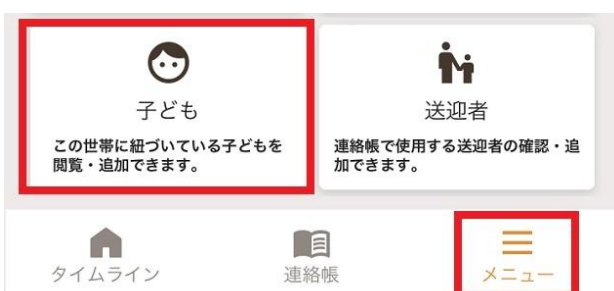 子ども
送迎者
この世帯に紐づいている子どもを
閲覧・追加できます。
連絡帳で使用する送迎者の確認・追
加できます。
タイムライン
連絡帳
メニュー